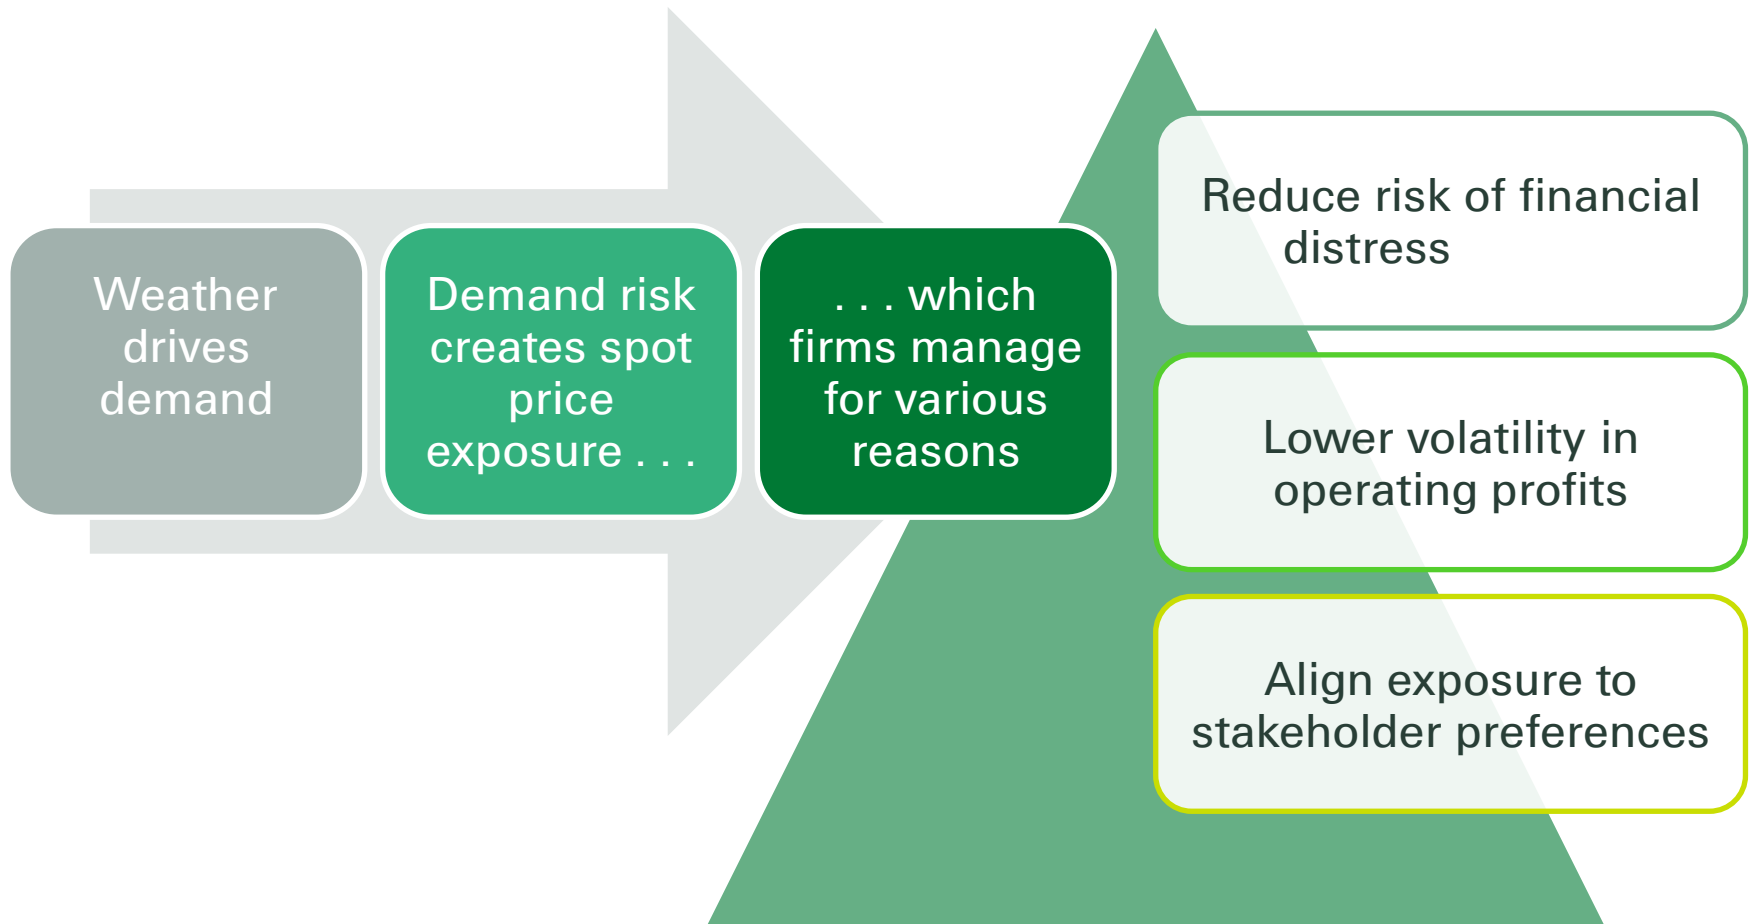 Weather
drives
demand
Demand risk
creates spot
price
exposure . . .
. . . which
firms manage
for various
reasons
Reduce risk of financial
distress
Lower volatility in
operating profits
Align exposure to
stakeholder preferences